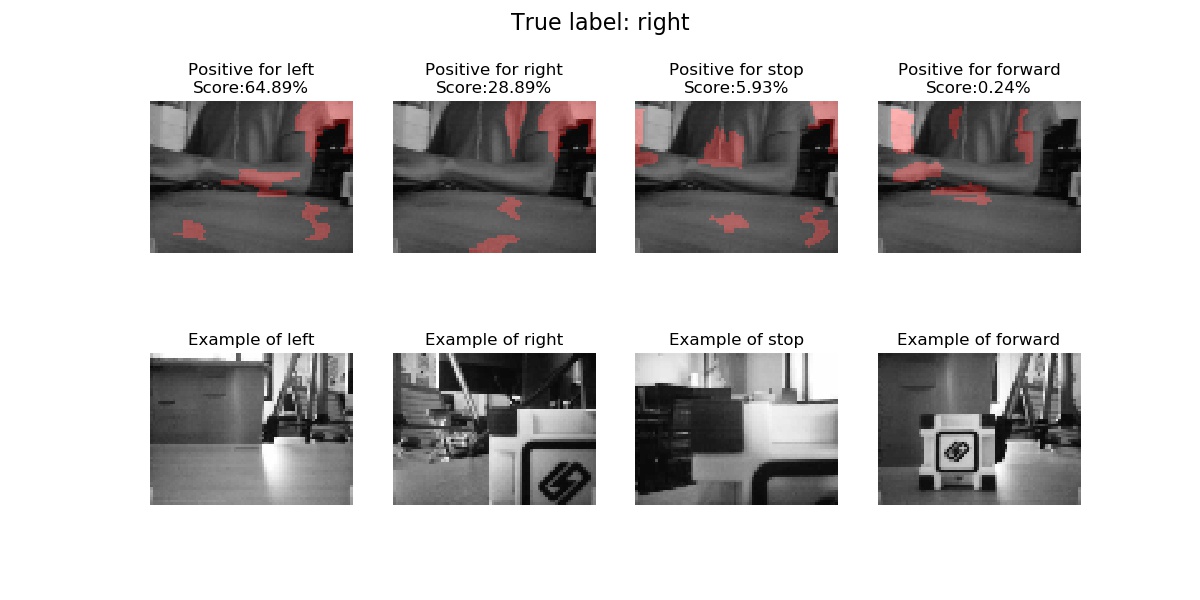 True label: right
Positive for left
Score:64.89%
Positive for right
Score:28.89%
Positive for stop
Score:5.93%
Positive for forward
Score:0.24%
Example of left
Example of right
Example of stop
Example of forward